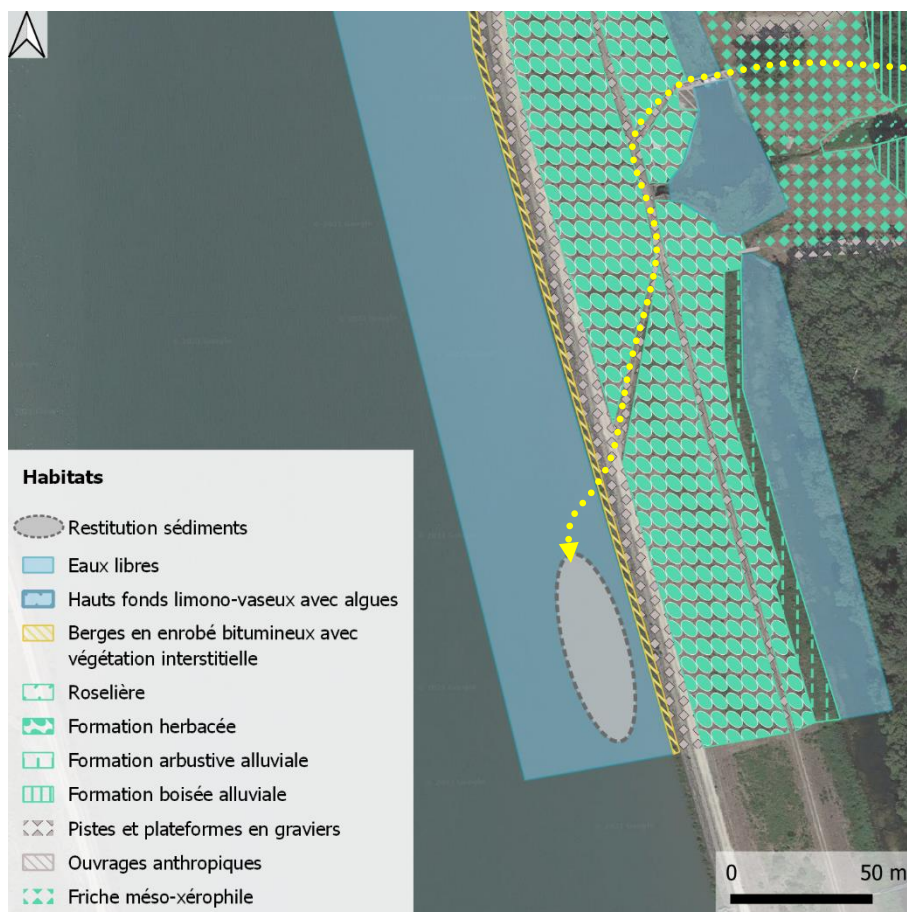 Habitats
Restitution sédiments
Eaux libres
Hauts fonds limono-vaseux avec algues
Berges en enrobé bitumineux avec
végétation interstitielle
Roselière
Formation herbacée
Formation arbustive alluviale
Formation boisée alluviale
Pistes et plateformes en graviers
Ouvrages anthropiques
Friche méso-xérophile
0 50 m